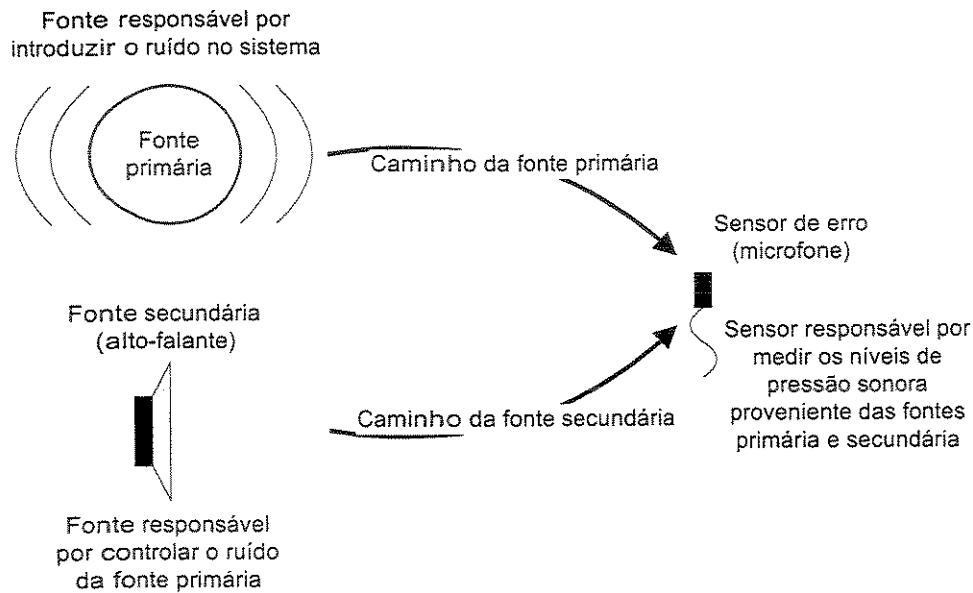 Fonte responsável por
introduzir o ruído no sistema
Fonte
primária
Caminho da fonte primária
Sensor de erro
(microfone)
Fonte secundária
(alto-falante)
Sensor responsável por
medir os níveis de
pressão sonora
proveniente das fontes
primária e secundária
Caminho da fonte secundária
Fonte responsável
por controlar o ruído
da fonte primária